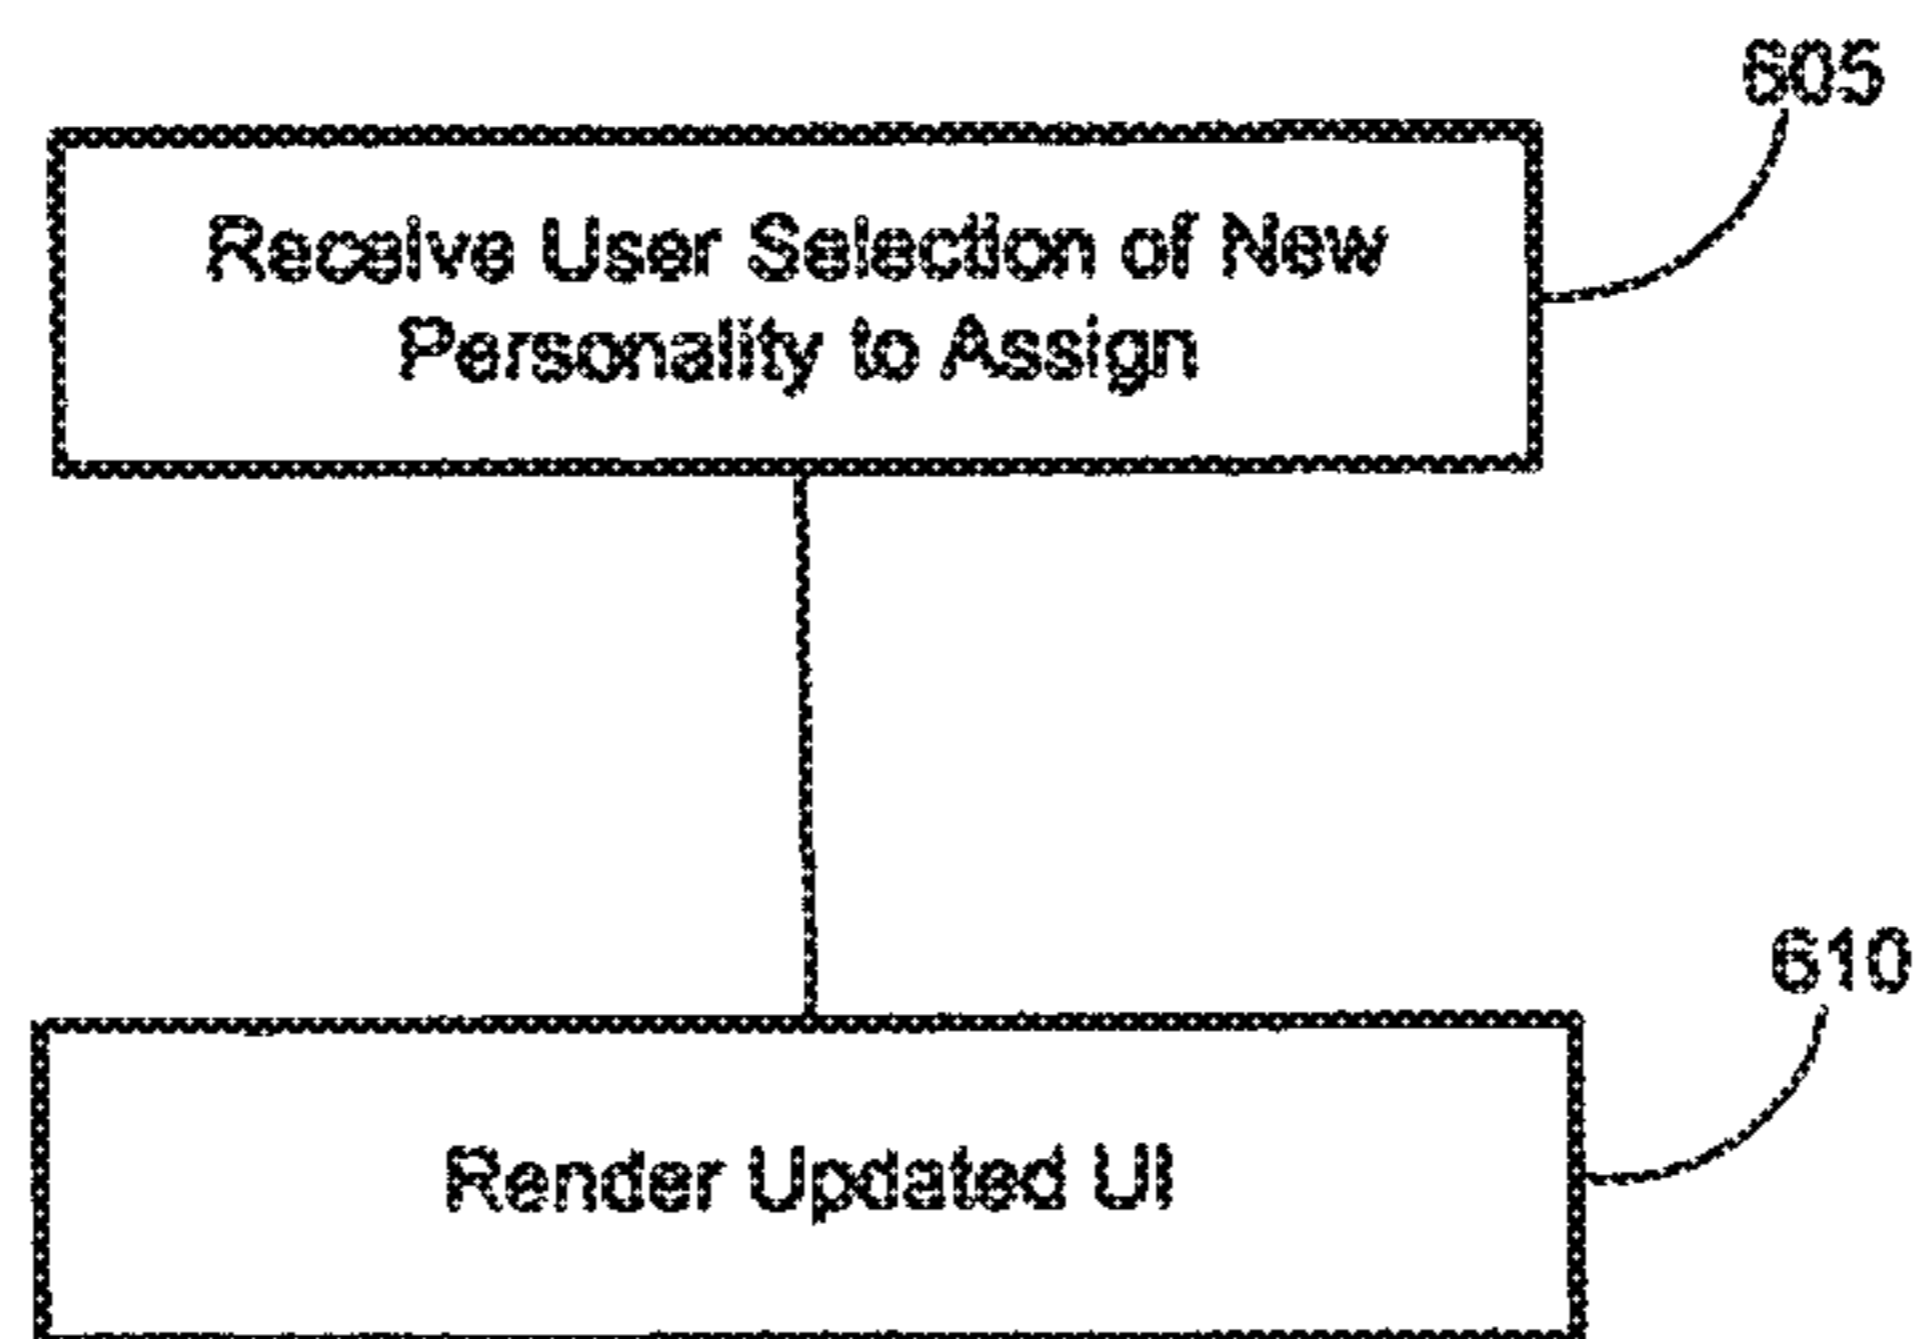 605
Receive User Selection of New
Personality to Assign
610
Render Updated UI